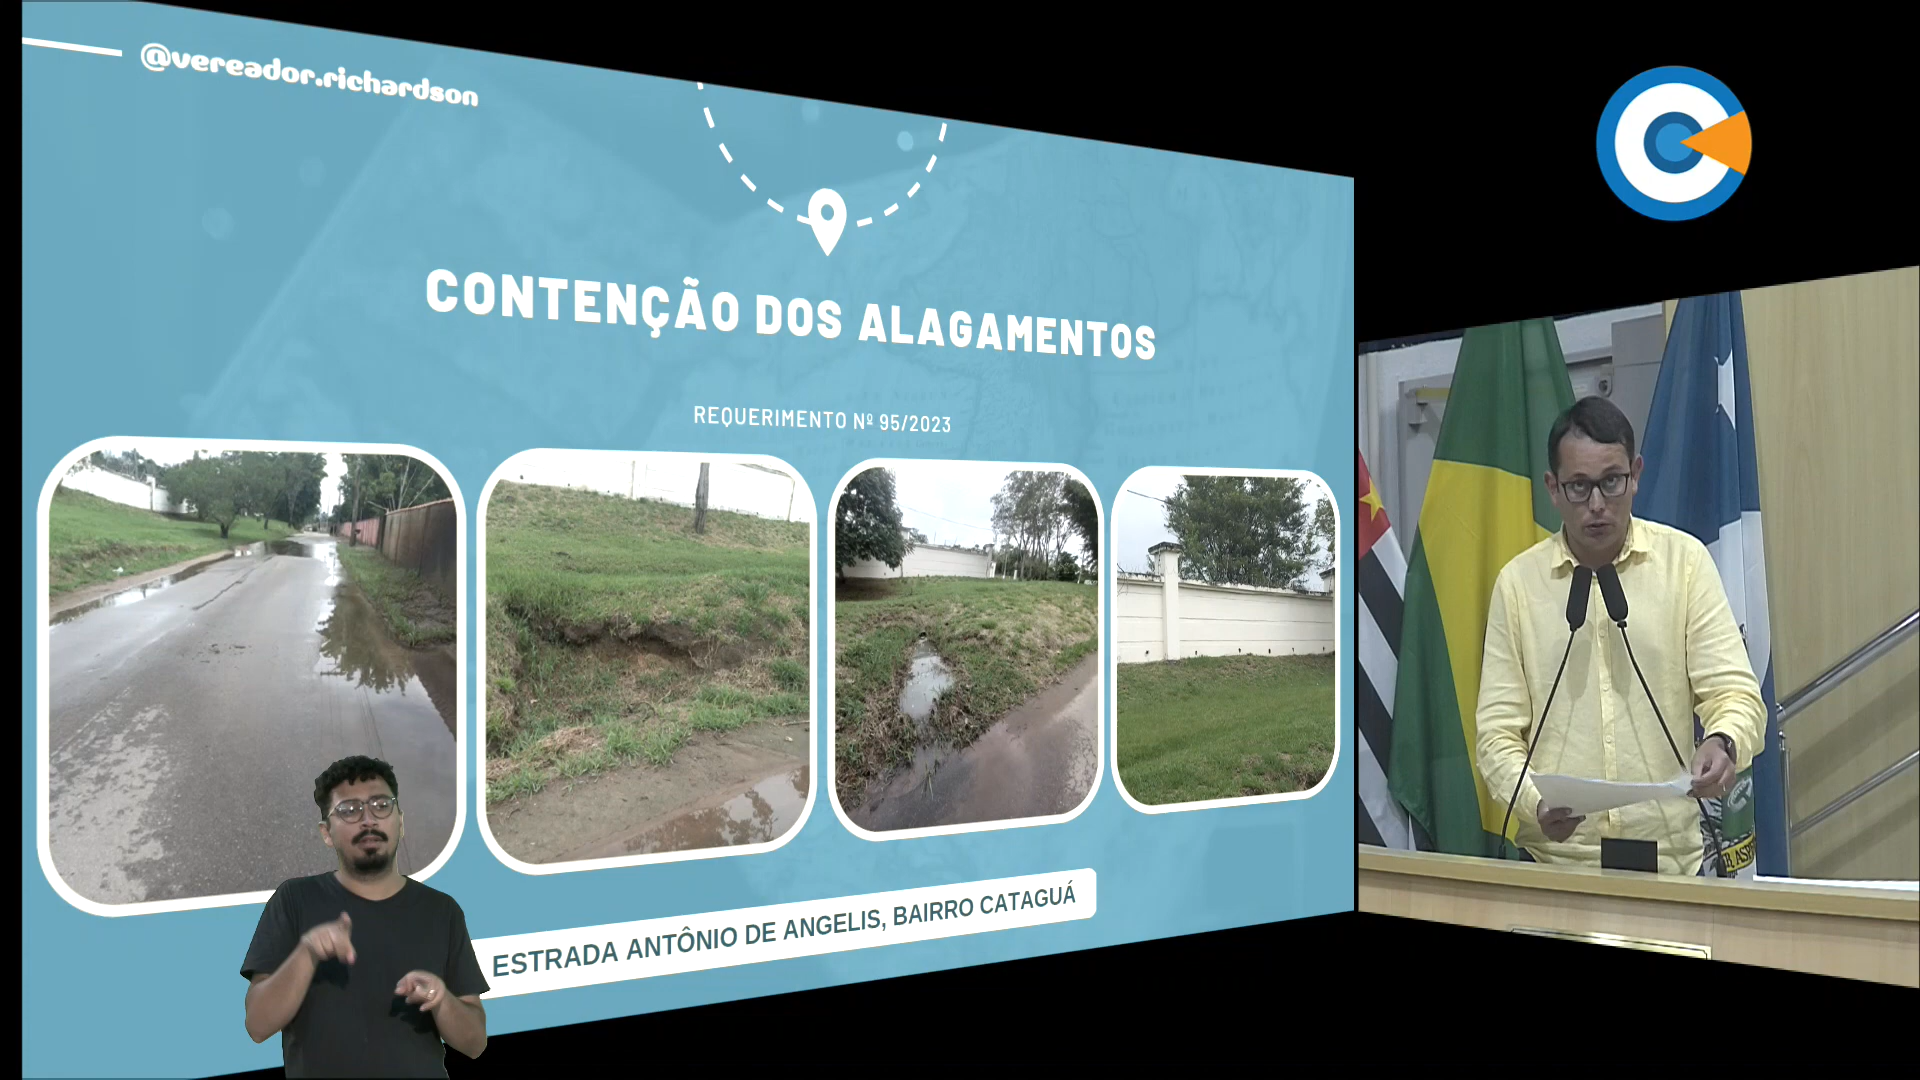 @vereador.richardson
CONTENÇÃO DOS ALAGAMENTOS
REQUERIMENTO Nº 95/2023
ESTRADA ANTÔNIO DE ANGELIS, BAIRRO CATAGUÁ